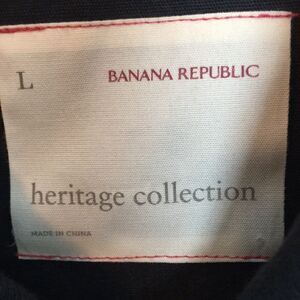 L BANANA REPUBLIC
heritage collection
MADE IN CHINA